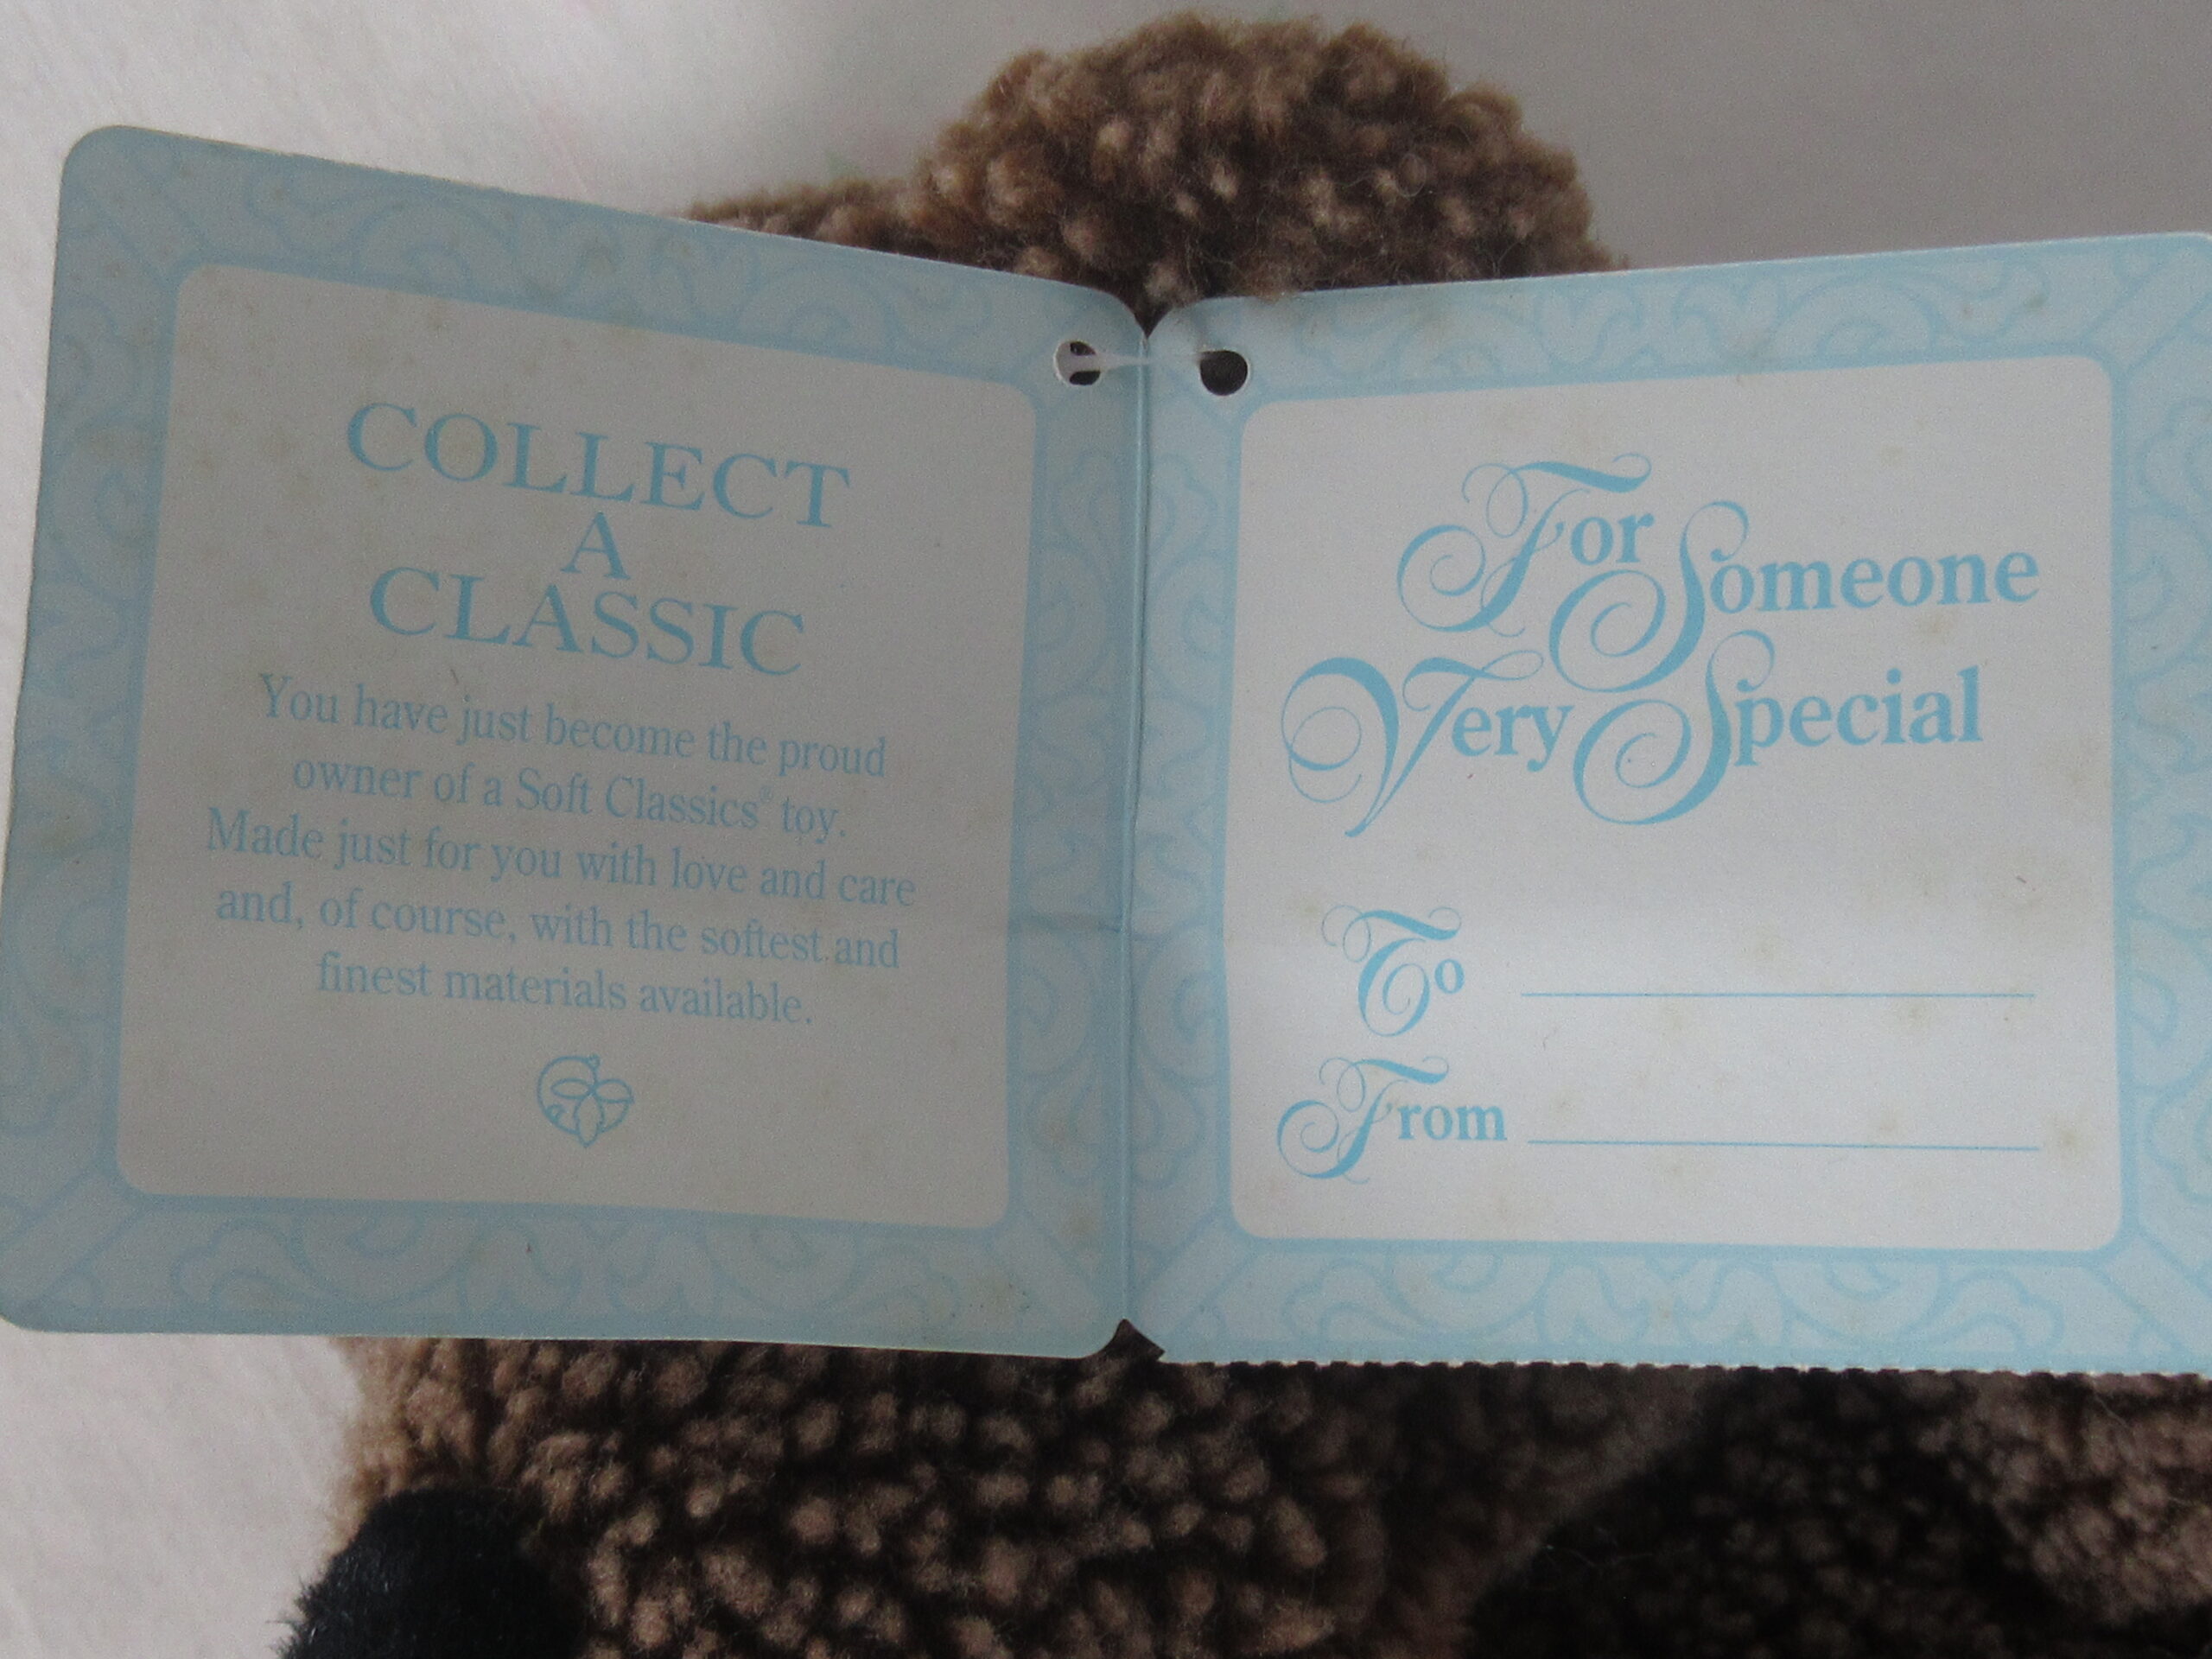 COLLECT
A
CLASSIC
You have just become the proud
owner of a Soft Classics® toy.
Made just for you with love and care
and, of course, with the softest and
finest materials available.
For Someone
Very Special
To
From